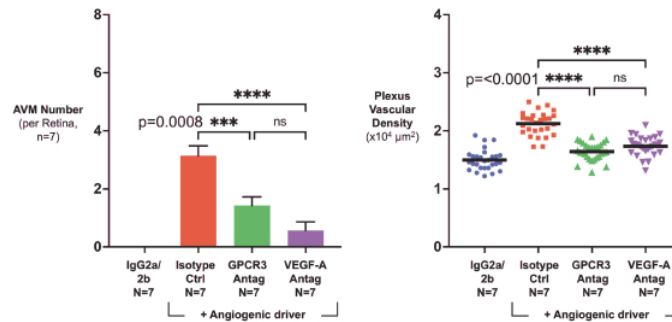 8
6
4
2
0
AVM Number
(per Retina,
n=7)
p=0.0008
****
***
ns
IgG2a/
2b
N=7
Isotype
Ctrl
N=7
GPCR3
Antag
N=7
VEGF-A
Antag
N=7
+ Angiogenic driver
4
3
2
1
0
Plexus
Vascular
Density
(x10⁴ µm²)
p=<0.0001
****
****
ns
IgG2a/
2b
N=7
Isotype
Ctrl
N=7
GPCR3
Antag
N=7
VEGF-A
Antag
N=7
+ Angiogenic driver